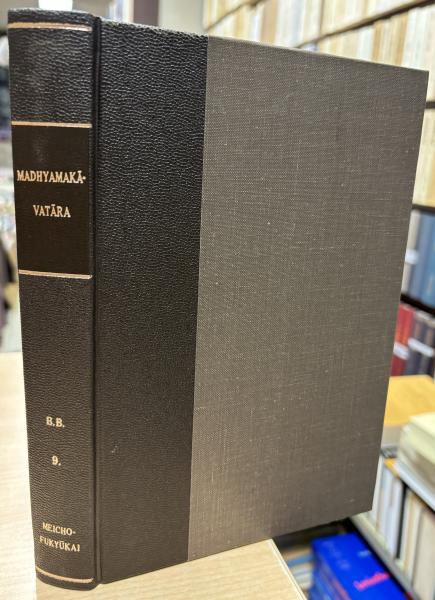 MADHYAMAKĀ-
VATĀRA
B.B.
9.
MEICHO-
FUKYŪKAI